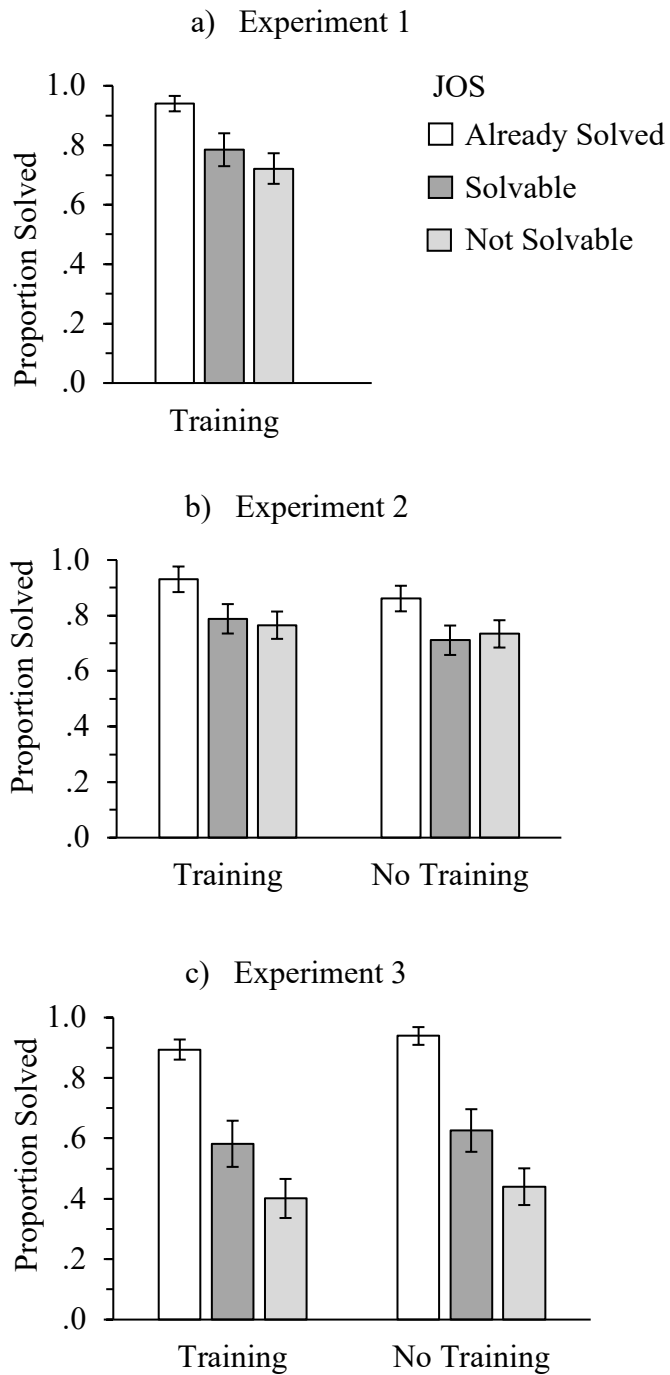 a) Experiment 1
JOS
Already Solved
Solvable
Not Solvable
Proportion Solved
1.0
.8
.6
.4
.2
.0
Training
b) Experiment 2
Proportion Solved
1.0
.8
.6
.4
.2
.0
Training No Training
c) Experiment 3
Proportion Solved
1.0
.8
.6
.4
.2
.0
Training No Training